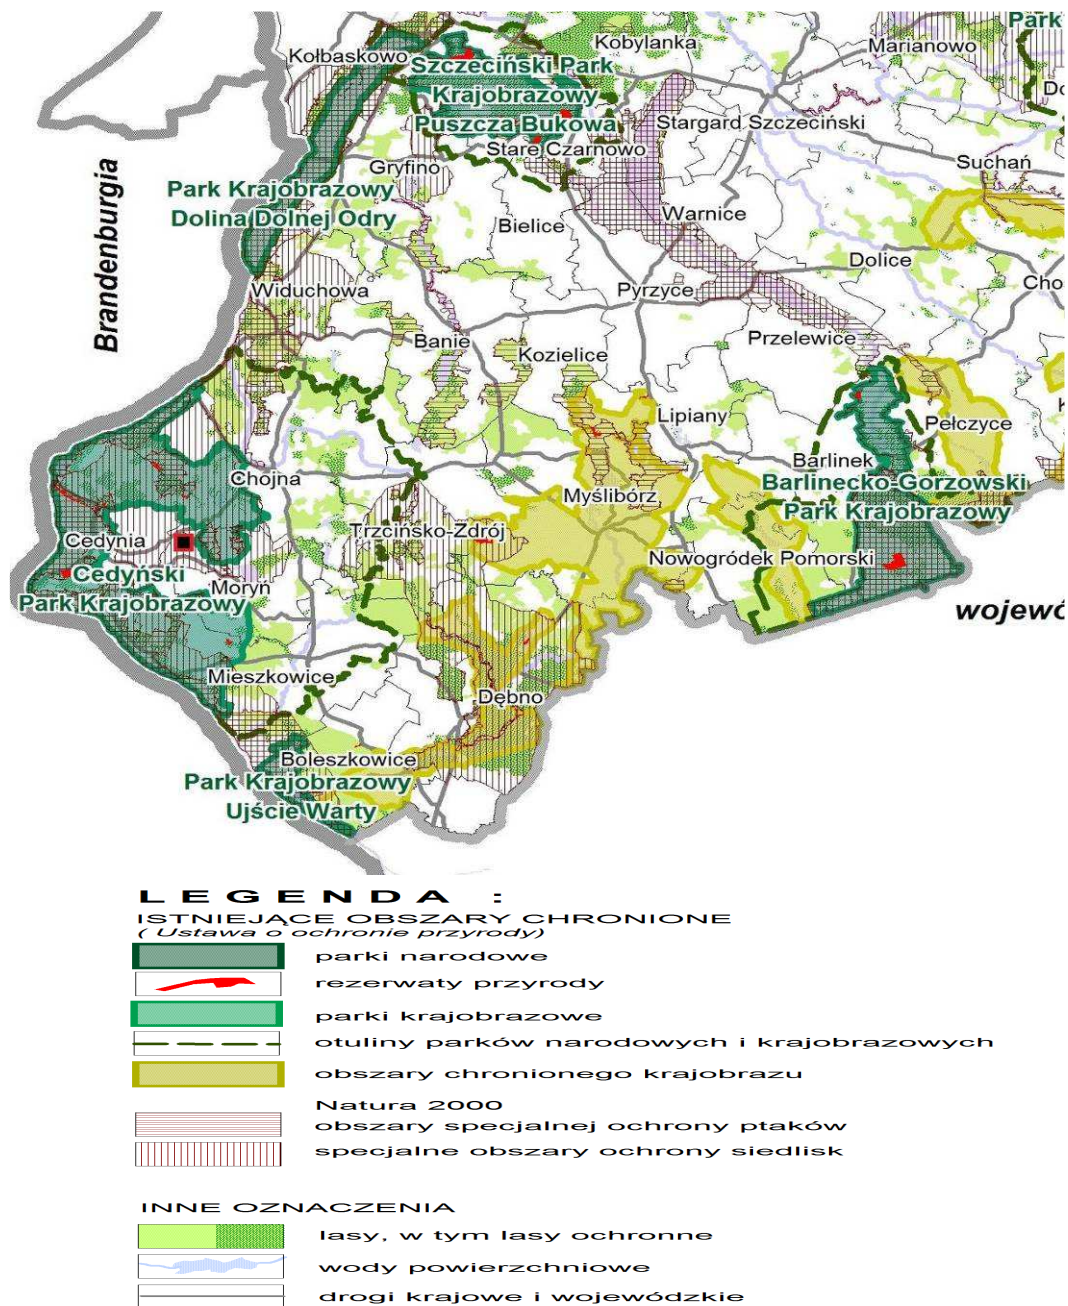 Park
Kołbaskowo
Kobylanka
Marianowo
Szczeciński Park
Krajobrazowy
Puszcza Bukowa
Stargard Szczeciński
Stare Czarnowo
Suchań
Gryfino
Park Krajobrazowy
Dolina Dolnej Odry
Warnice
Bielice
Brandenburgia
Dolice
Widuchowa
Pyrzyce
Banie
Kozielice
Przelewice
Lipiany
Pełczyce
Barlinek
Chojna
Myślibórz
Barlinecko-Gorzowski
Park Krajobrazowy
Trzcińsko-Zdrój
Cedynia
Nowogródek Pomorski
Cedyński
Park Krajobrazowy
Moryń
wojewó
Mieszkowice
Dębno
Boleszkowice
Park Krajobrazowy
Ujście Warty
LEGENDA :
ISTNIEJĄCE OBSZARY CHRONIONE
( Ustawa o ochronie przyrody)
parki narodowe
rezerwaty przyrody
parki krajobrazowe
otuliny parków narodowych i krajobrazowych
obszary chronionego krajobrazu
Natura 2000
obszary specjalnej ochrony ptaków
specjalne obszary ochrony siedlisk
INNE OZNACZENIA
lasy, w tym lasy ochronne
wody powierzchniowe
drogi krajowe i wojewódzkie